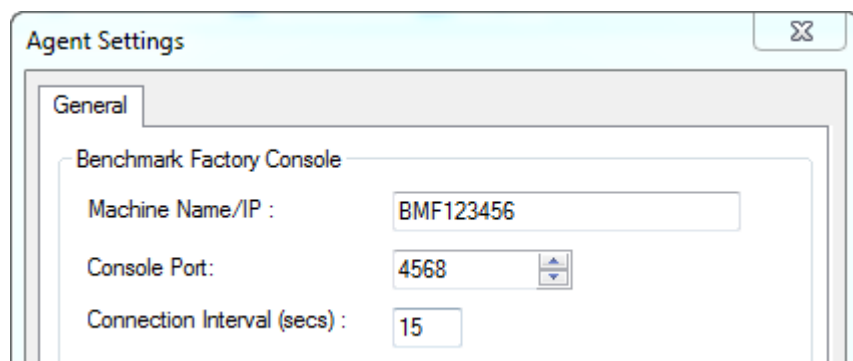 Agent Settings
General
Benchmark Factory Console
Machine Name/IP : BMF123456
Console Port: 4568
Connection Interval (secs) : 15